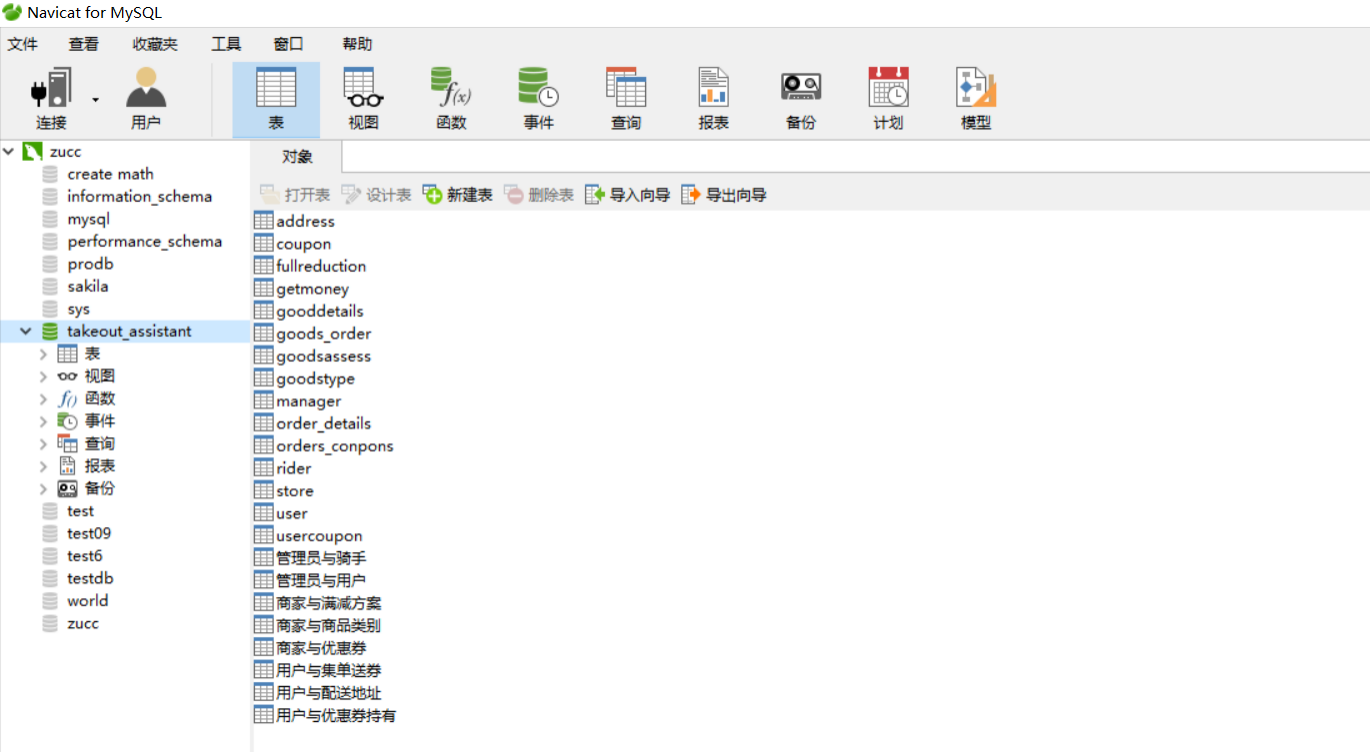 Navicat for MySQL
文件 查看 收藏夹 工具 窗口 帮助
连接 用户 表 视图 函数 事件 查询 报表 备份 计划 模型
zucc
create math
information_schema
mysql
performance_schema
prodb
sakila
sys
takeout_assistant
表
视图
函数
事件
查询
报表
备份
test
test09
test6
testdb
world
zucc
对象
打开表 设计表 新建表 删除表 导入向导 导出向导
address
coupon
fullreduction
getmoney
gooddetails
goods_order
goodsassess
goodstype
manager
order_details
orders_conpons
rider
store
user
usercoupon
管理员与骑手
管理员与用户
商家与满减方案
商家与商品类别
商家与优惠券
用户与集单送券
用户与配送地址
用户与优惠券持有